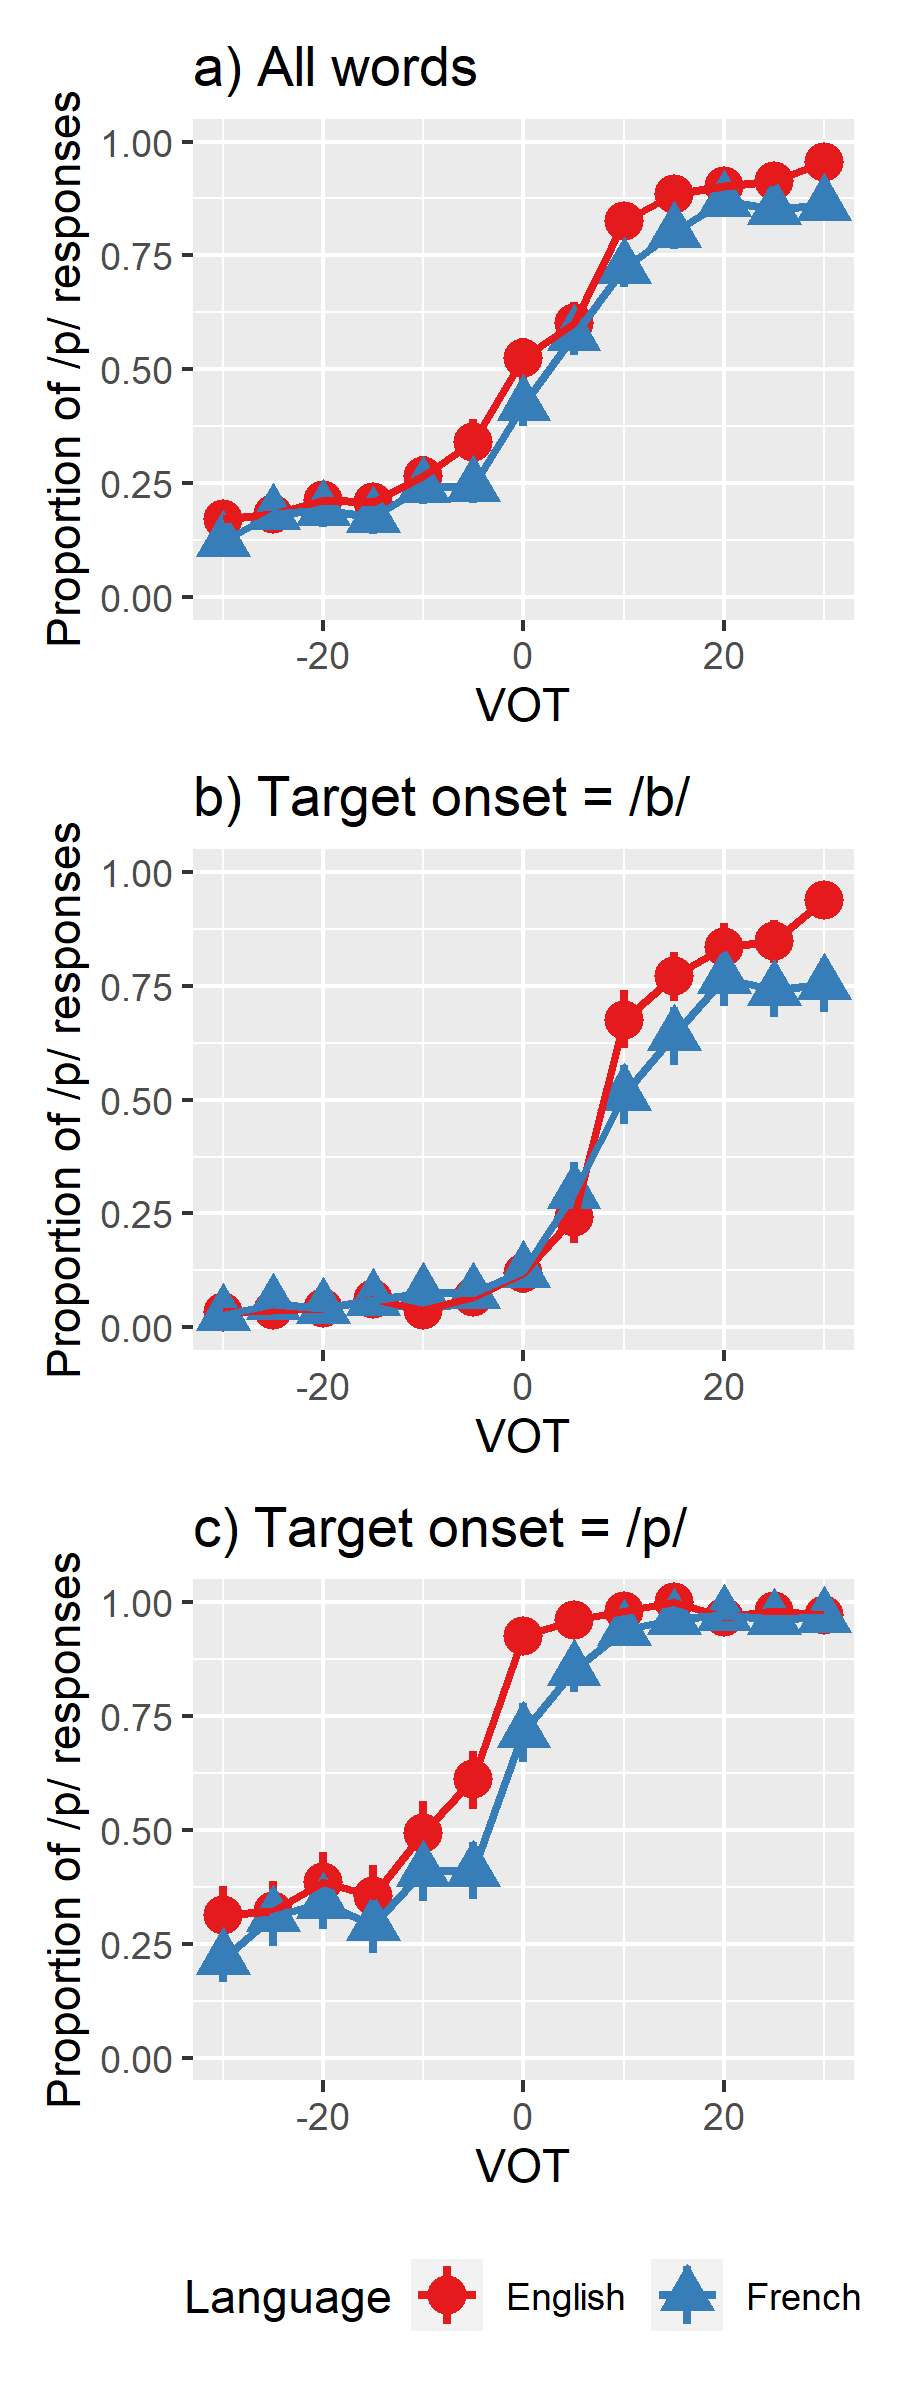 a) All words
Proportion of /p/ responses
1.00
0.75
0.50
0.25
0.00
-20 0 20
VOT
b) Target onset = /b/
Proportion of /p/ responses
1.00
0.75
0.50
0.25
0.00
-20 0 20
VOT
c) Target onset = /p/
Proportion of /p/ responses
1.00
0.75
0.50
0.25
0.00
-20 0 20
VOT
Language English French